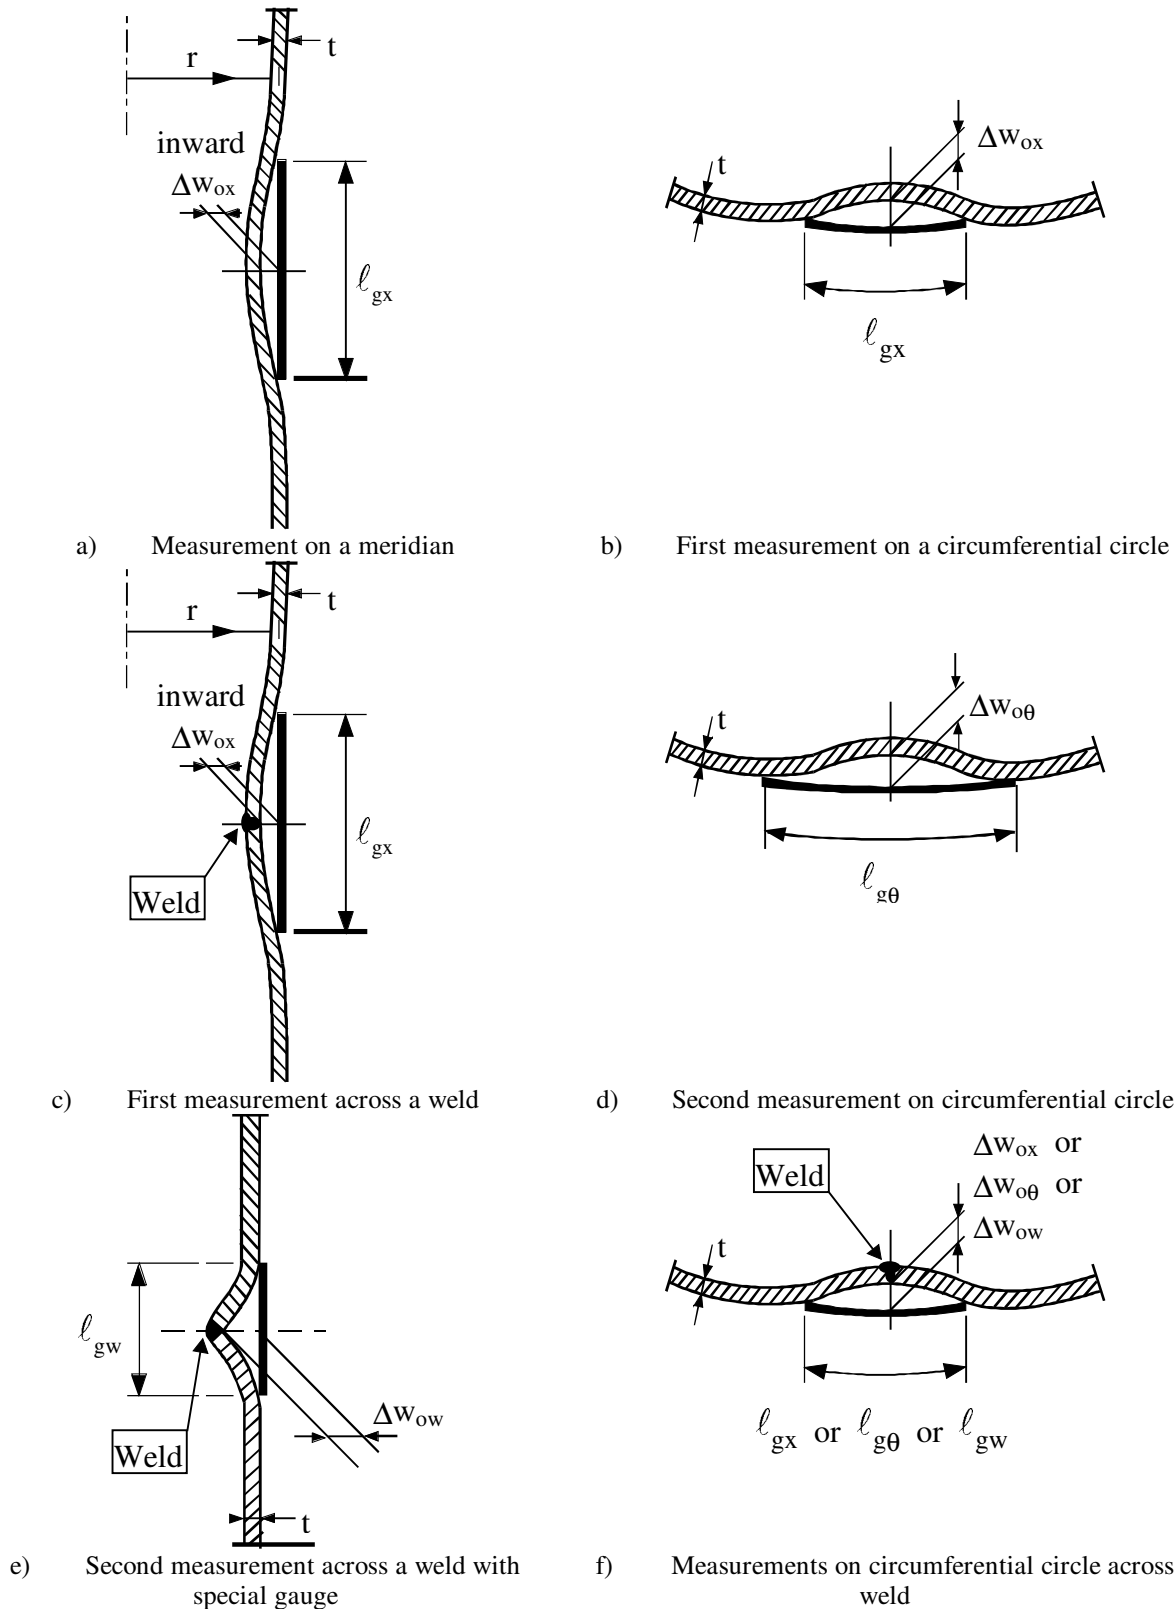 t
r
inward
Δwox
ℓgx
t
Δwox
ℓgx
a) Measurement on a meridian
b) First measurement on a circumferential circle
t
r
inward
Δwox
ℓgx
Weld
t
Δwoθ
ℓgθ
c) First measurement across a weld
d) Second measurement on circumferential circle
ℓgw
Weld
Δwow
t
Weld
Δwox or
Δwoθ or
Δwow
t
ℓgx or ℓgθ or ℓgw
e) Second measurement across a weld with
special gauge
f) Measurements on circumferential circle across
weld